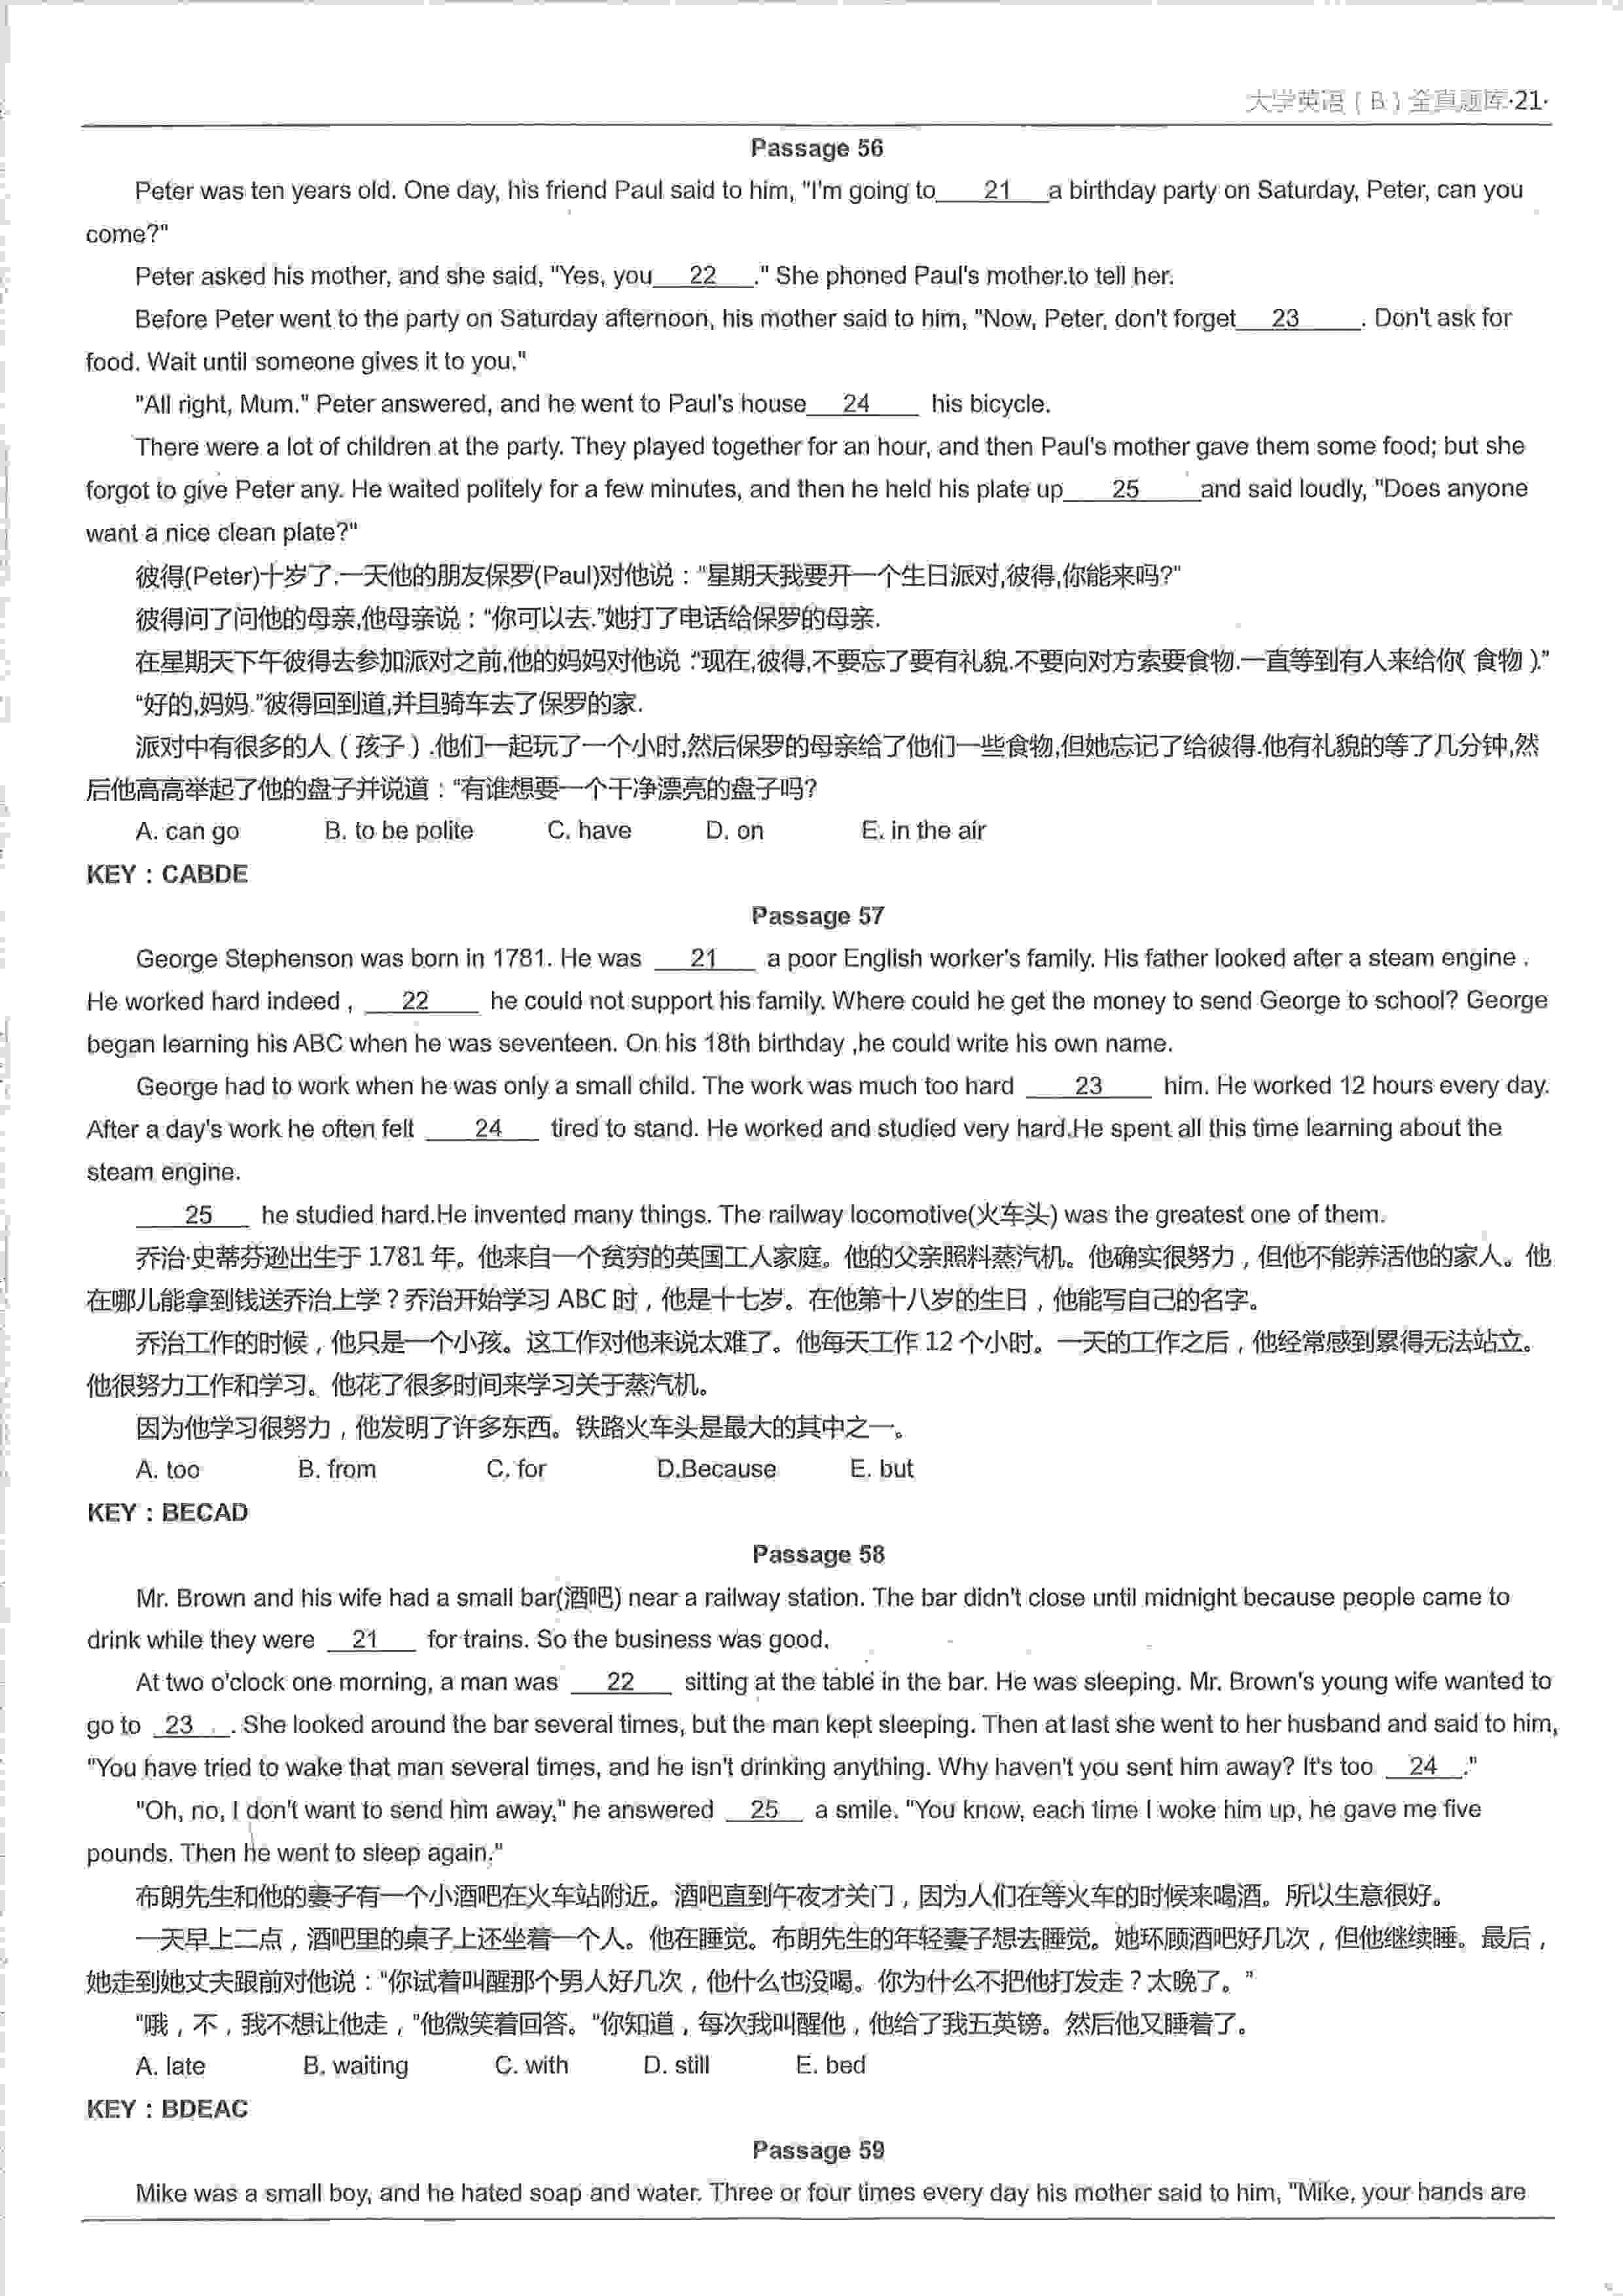 大学英语（B）全真题库·21·
Passage 56
Peter was ten years old. One day, his friend Paul said to him, "I'm going to 21 a birthday party on Saturday, Peter, can you
come?"
Peter asked his mother, and she said, "Yes, you 22 ." She phoned Paul's mother.to tell her.
Before Peter went to the party on Saturday afternoon, his mother said to him, "Now, Peter, don't forget 23 . Don't ask for
food. Wait until someone gives it to you."
"All right, Mum." Peter answered, and he went to Paul's house 24 his bicycle.
There were a lot of children at the party. They played together for an hour, and then Paul's mother gave them some food; but she
forgot to give Peter any. He waited politely for a few minutes, and then he held his plate up 25 and said loudly, "Does anyone
want a nice clean plate?"
彼得(Peter)十岁了.一天他的朋友保罗(Paul)对他说："星期天我要开一个生日派对,彼得,你能来吗?"
彼得问了问他的母亲,他母亲说："你可以去."她打了电话给保罗的母亲.
在星期天下午彼得去参加派对之前,他的妈妈对他说："现在,彼得,不要忘了要有礼貌.不要向对方索要食物.一直等到有人来给你（食物）."
"好的,妈妈."彼得回到道,并且骑车去了保罗的家.
派对中有很多的人（孩子）.他们一起玩了一个小时,然后保罗的母亲给了他们一些食物,但她忘记了给彼得.他有礼貌的等了几分钟,然
后他高高举起了他的盘子并说道："有谁想要一个干净漂亮的盘子吗?
A. can go B. to be polite C. have D. on E. in the air
KEY：CABDE
Passage 57
George Stephenson was born in 1781. He was 21 a poor English worker's family. His father looked after a steam engine .
He worked hard indeed , 22 he could not support his family. Where could he get the money to send George to school? George
began learning his ABC when he was seventeen. On his 18th birthday ,he could write his own name.
George had to work when he was only a small child. The work was much too hard 23 him. He worked 12 hours every day.
After a day's work he often felt 24 tired to stand. He worked and studied very hard.He spent all this time learning about the
steam engine.
25 he studied hard.He invented many things. The railway locomotive(火车头) was the greatest one of them.
乔治·史蒂芬逊出生于 1781 年。他来自一个贫穷的英国工人家庭。他的父亲照料蒸汽机。他确实很努力，但他不能养活他的家人。他
在哪儿能拿到钱送乔治上学？乔治开始学习 ABC 时，他是十七岁。在他第十八岁的生日，他能写自己的名字。
乔治工作的时候，他只是一个小孩。这工作对他来说太难了。他每天工作 12 个小时。一天的工作之后，他经常感到累得无法站立。
他很努力工作和学习。他花了很多时间来学习关于蒸汽机。
因为他学习很努力，他发明了许多东西。铁路火车头是最大的其中之一。
A. too B. from C. for D.Because E. but
KEY：BECAD
Passage 58
Mr. Brown and his wife had a small bar(酒吧) near a railway station. The bar didn't close until midnight because people came to
drink while they were 21 for trains. So the business was good.
At two o'clock one morning, a man was 22 sitting at the table in the bar. He was sleeping. Mr. Brown's young wife wanted to
go to 23 . She looked around the bar several times, but the man kept sleeping. Then at last she went to her husband and said to him,
"You have tried to wake that man several times, and he isn't drinking anything. Why haven't you sent him away? It's too 24 ."
"Oh, no, I don't want to send him away," he answered 25 a smile. "You know, each time I woke him up, he gave me five
pounds. Then he went to sleep again."
布朗先生和他的妻子有一个小酒吧在火车站附近。酒吧直到午夜才关门，因为人们在等火车的时候来喝酒。所以生意很好。
一天早上二点，酒吧里的桌子上还坐着一个人。他在睡觉。布朗先生的年轻妻子想去睡觉。她环顾酒吧好几次，但他继续睡。最后，
她走到她丈夫跟前对他说："你试着叫醒那个男人好几次，他什么也没喝。你为什么不把他打发走？太晚了。"
"哦，不，我不想让他走，"他微笑着回答。"你知道，每次我叫醒他，他给了我五英镑。然后他又睡着了。
A. late B. waiting C. with D. still E. bed
KEY：BDEAC
Passage 59
Mike was a small boy, and he hated soap and water. Three or four times every day his mother said to him, "Mike, your hands are